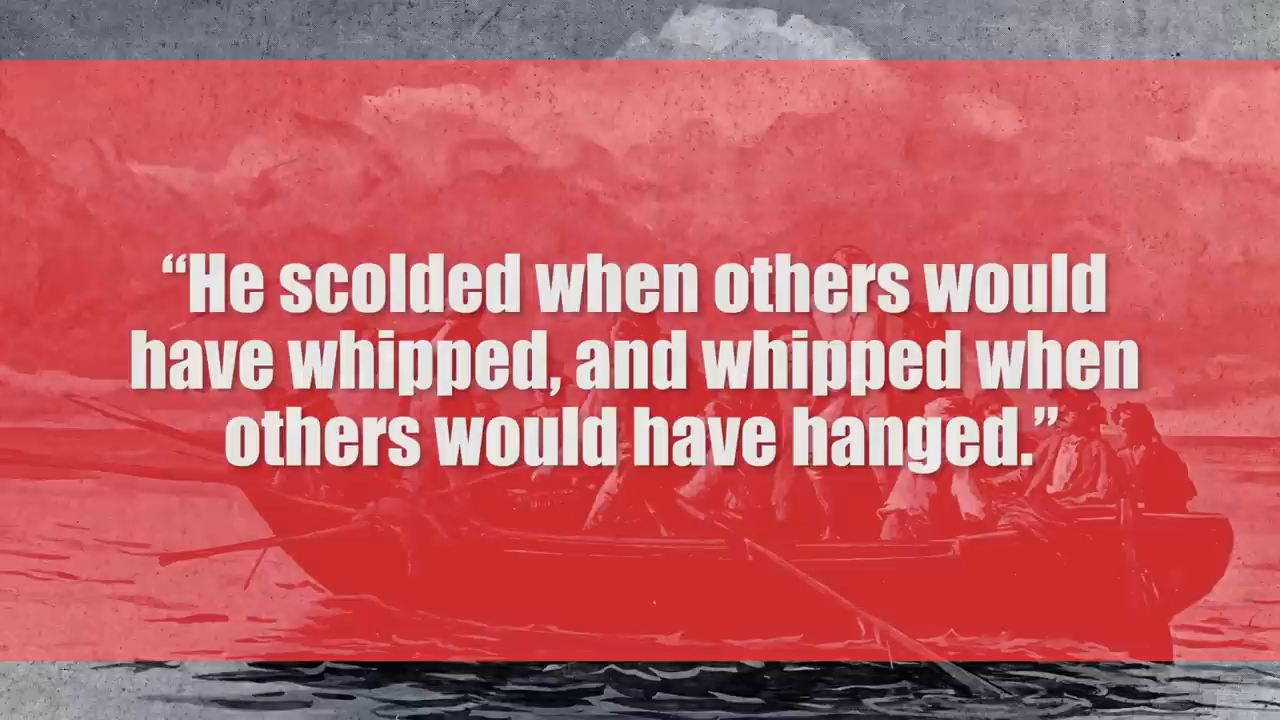 “He scolded when others would
have whipped, and whipped when
others would have hanged.”